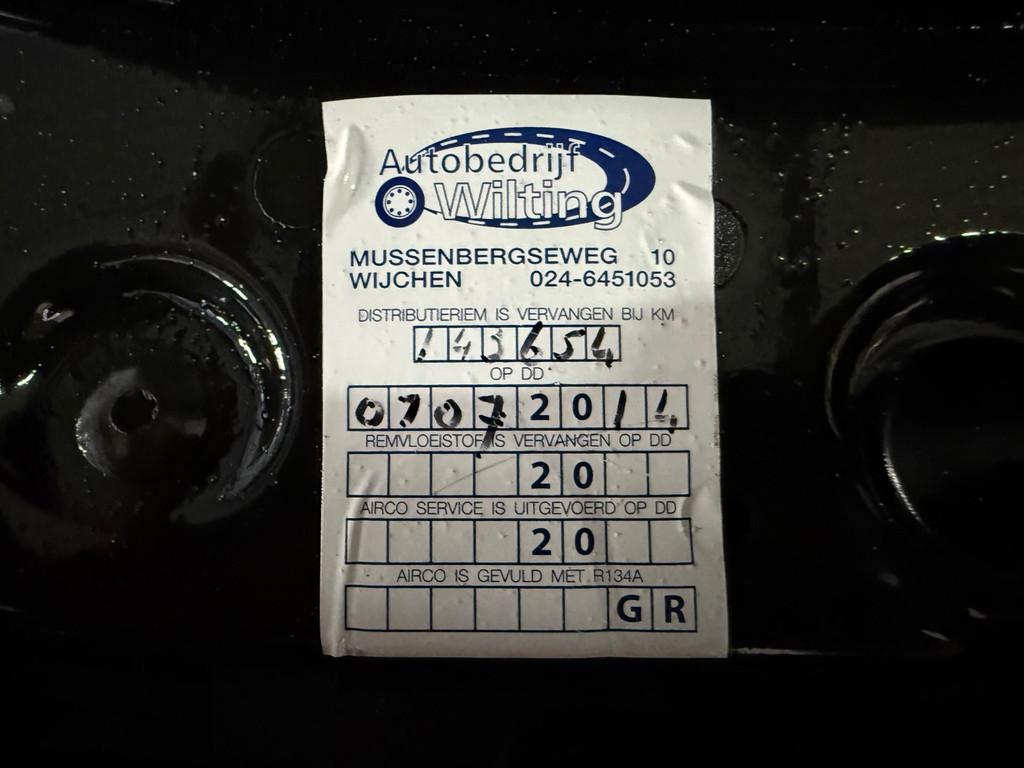 Autobedrijf
Wilting
MUSSENBERGSEWEG 10
WIJCHEN 024-6451053
DISTRIBUTIERIEM IS VERVANGEN BIJ KM
143654
OP DD
07072014
REMVLOEISTOF IS VERVANGEN OP DD
20
AIRCO SERVICE IS UITGEVOERD OP DD
20
AIRCO IS GEVULD MET R134A
GR